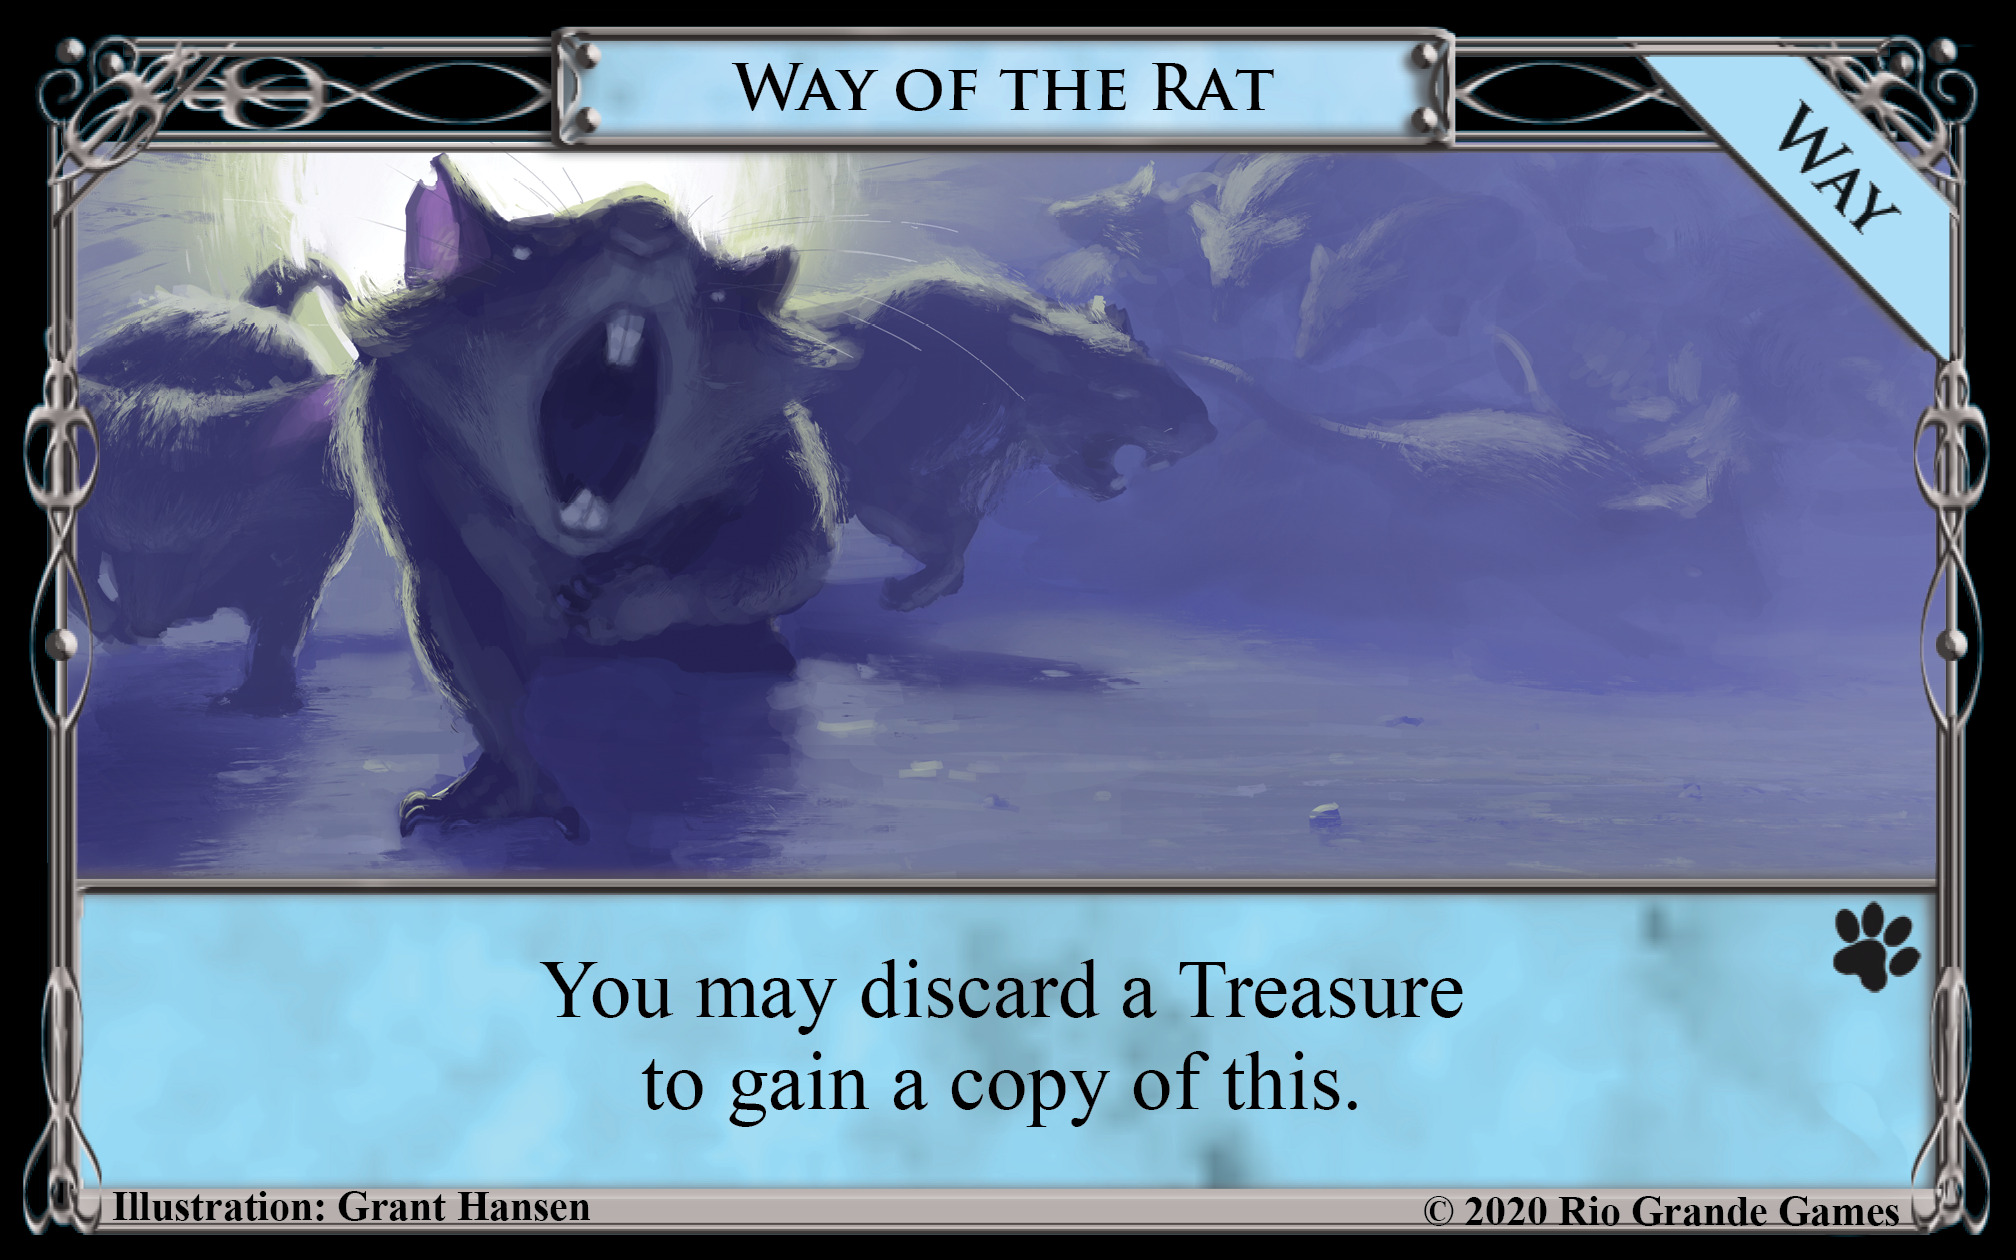 Way of the Rat
Way
You may discard a Treasure
to gain a copy of this.
Illustration: Grant Hansen
© 2020 Rio Grande Games